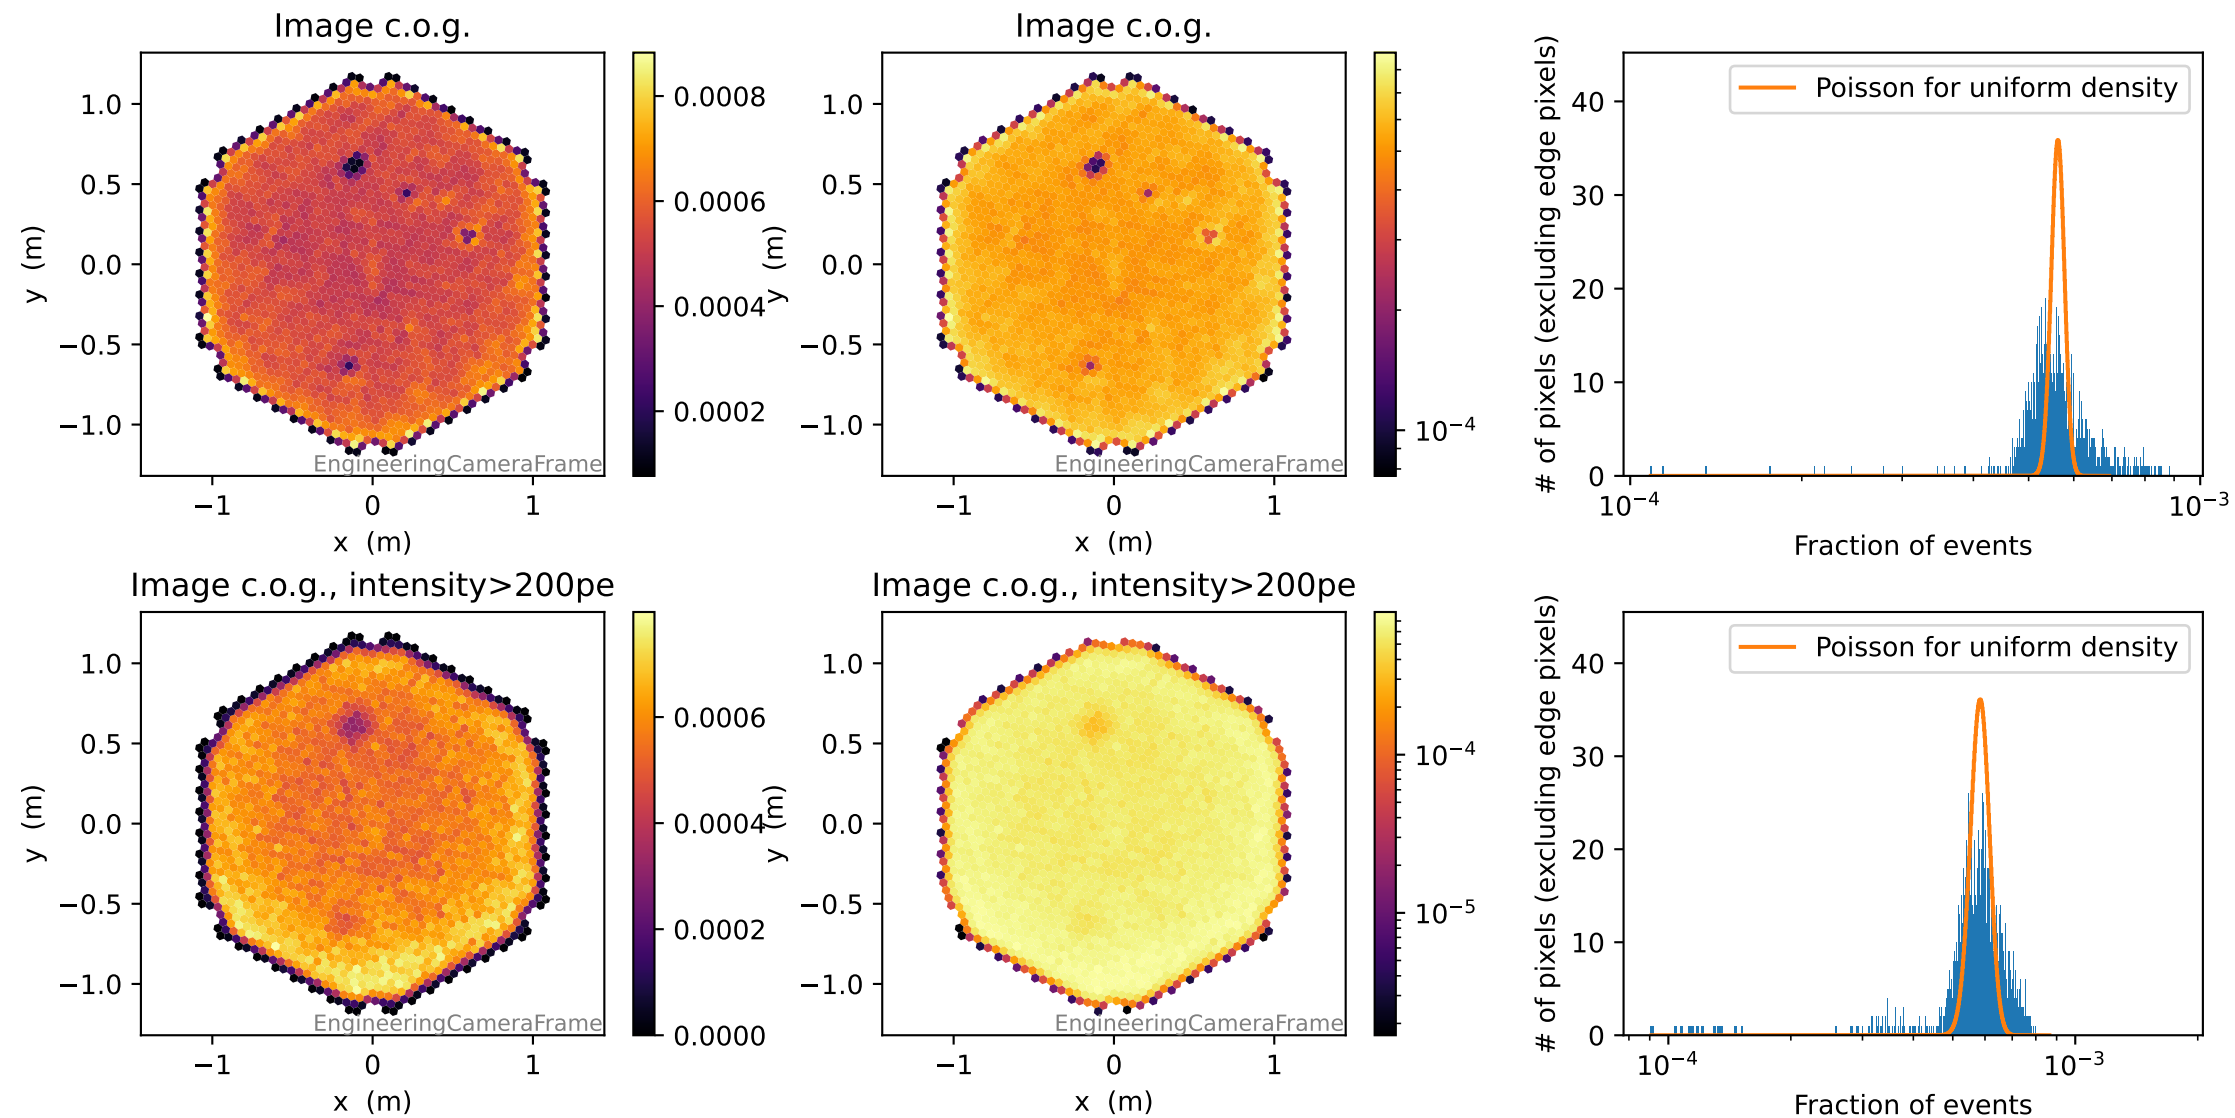 Image c.o.g.
1.0
0.5
0.0
−0.5
−1.0
y (m)
−1
0
1
x (m)
EngineeringCameraFrame
0.0008
0.0006
0.0004
0.0002
Image c.o.g.
1.0
0.5
0.0
−0.5
−1.0
y (m)
−1
0
1
x (m)
EngineeringCameraFrame
10⁻⁴
# of pixels (excluding edge pixels)
40
30
20
10
0
Poisson for uniform density
10⁻⁴
10⁻³
Fraction of events
Image c.o.g., intensity>200pe
1.0
0.5
0.0
−0.5
−1.0
y (m)
−1
0
1
x (m)
EngineeringCameraFrame
0.0006
0.0004
0.0002
0.0000
Image c.o.g., intensity>200pe
1.0
0.5
0.0
−0.5
−1.0
y (m)
−1
0
1
x (m)
EngineeringCameraFrame
10⁻⁴
10⁻⁵
# of pixels (excluding edge pixels)
40
30
20
10
0
Poisson for uniform density
10⁻⁴
10⁻³
Fraction of events